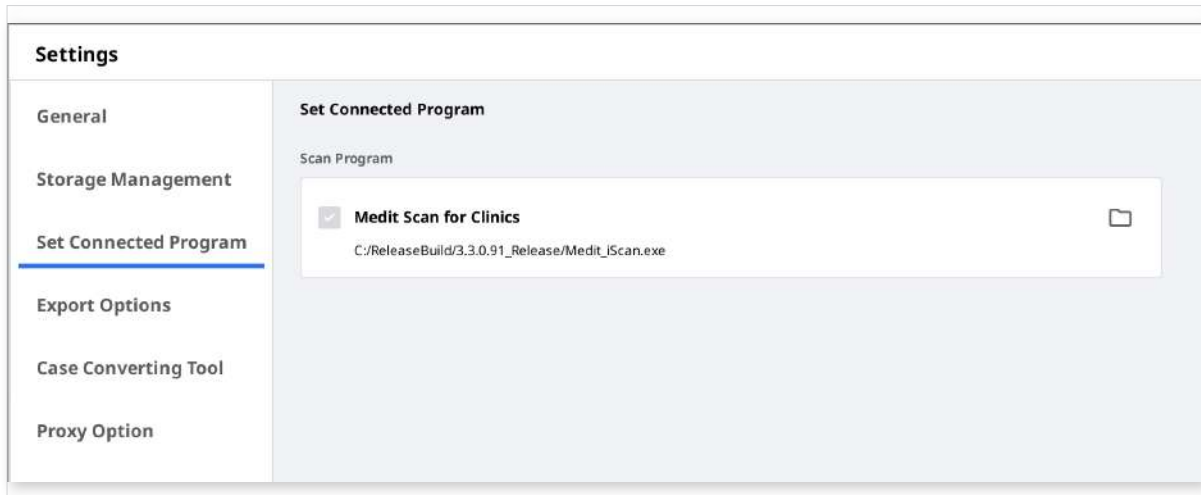 Settings
General
Storage Management
Set Connected Program
Export Options
Case Converting Tool
Proxy Option
Set Connected Program
Scan Program
Medit Scan for Clinics
C:/ReleaseBuild/3.3.0.91_Release/Medit_iScan.exe